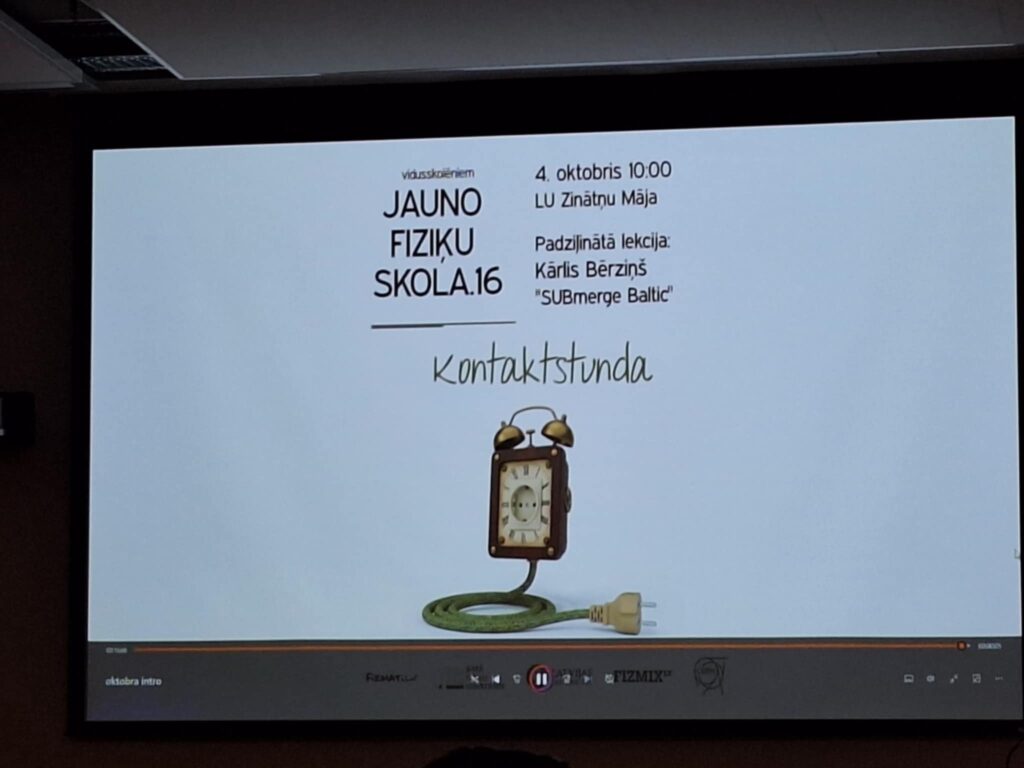 vidusskolēniem
JAUNO
FIZIĶU
SKOLA.16
4. oktobris 10:00
LU Zinātņu Māja
Padziļinātā lekcija:
Kārlis Bērziņš
"SUBmerge Baltic"
Kontaktstunda
oktobra intro
FIZMIX